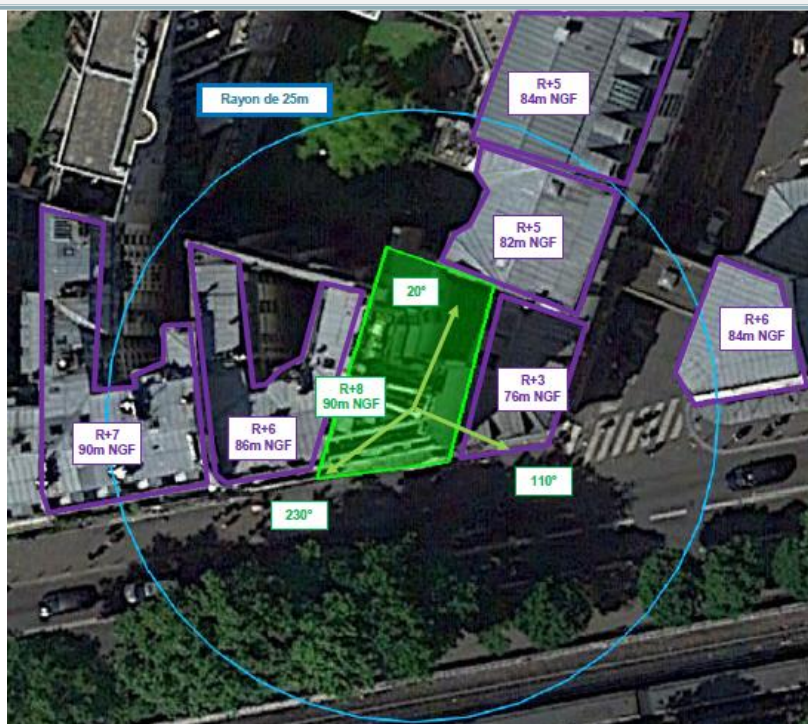 R+5
84m NGF
Rayon de 25m
R+5
82m NGF
20°
R+6
84m NGF
R+8
90m NGF
R+3
76m NGF
R+7
90m NGF
R+6
86m NGF
110°
230°